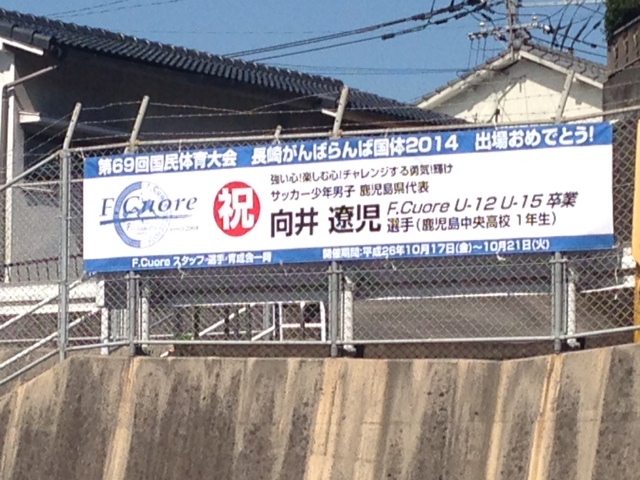 第69回国民体育大会 長崎がんばらんば国体2014 出場おめでとう!
F.Cuore
祝
強い心!楽しむ心!チャレンジする勇気!輝け
サッカー少年男子 鹿児島県代表
向井 遼児
F.Cuore U-12 U-15 卒業
選手(鹿児島中央高校 1年生)
F.Cuore スタッフ・選手・育成会一同
開催期間:平成26年10月17日(金)~10月21日(火)